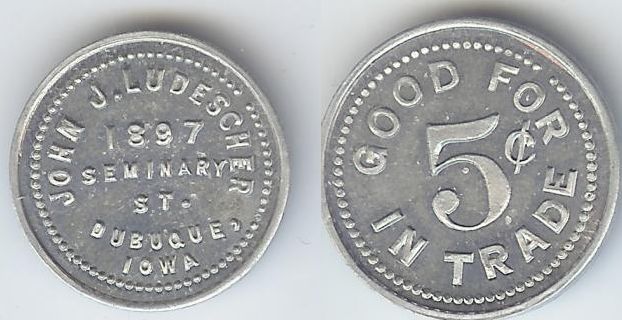 JOHN J. LUDESCHER
1897
SEMINARY
ST.
DUBUQUE,
IOWA
GOOD FOR
5¢
IN TRADE